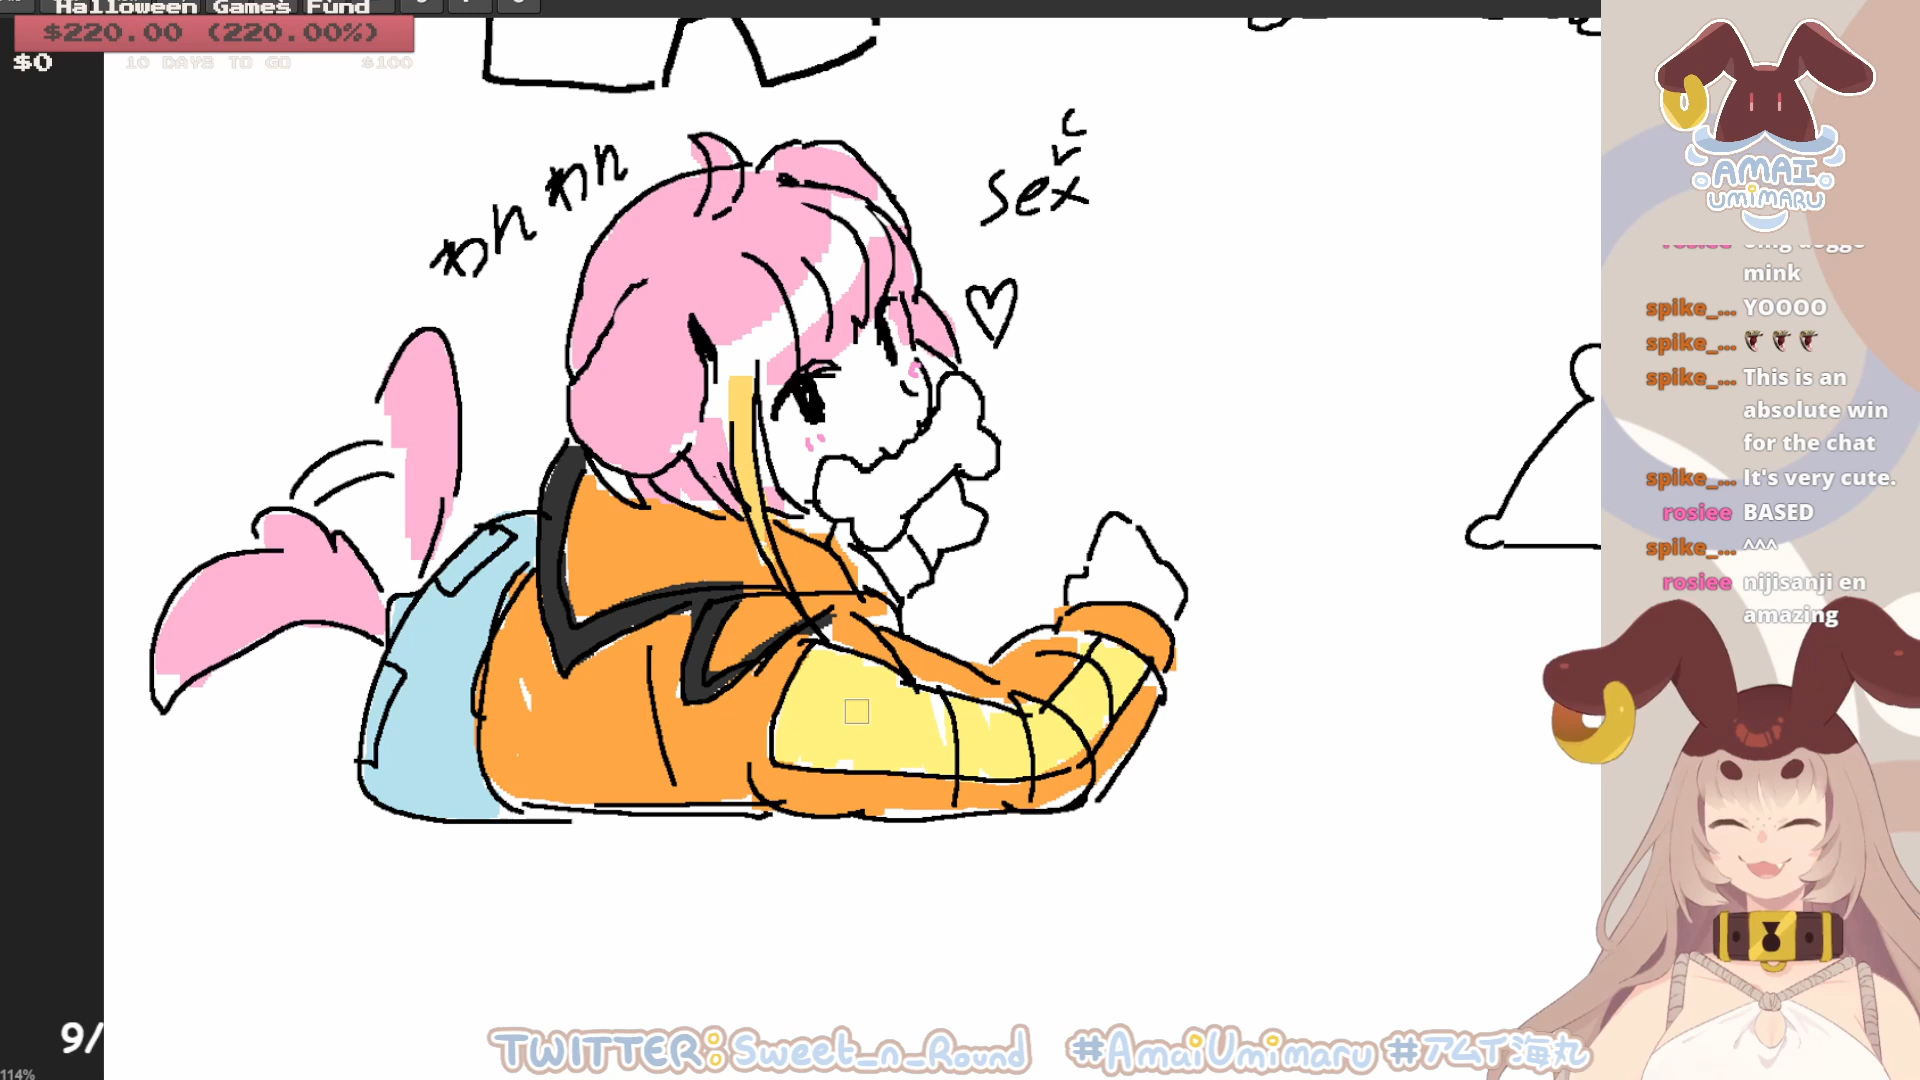 Halloween Games Fund
$220.00 (220.00%)
$0 10 DAYS TO GO $100
わん わん
c
r
sex
AMAI
UMIMARU
mink
spike_... YOOOO
spike_...
spike_... This is an
absolute win
for the chat
spike_... It's very cute.
rosiee BASED
spike_... ^^^
rosiee nijisanji en
amazing
9/
114%
TWITTER: Sweet_n_Round #AmaiUmimaru #アムイ海丸